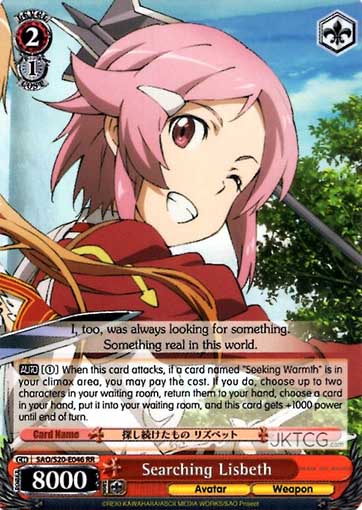 LEVEL
2
1
COST
I, too, was always looking for something.
Something real in this world.
AUTO [①] When this card attacks, if a card named "Seeking Warmth" is in
your climax area, you may pay the cost. If you do, choose up to two
characters in your waiting room, return them to your hand, choose a card
in your hand, put it into your waiting room, and this card gets +1000 power
until end of turn.
Card Name
探し続けたもの リズベット
JKTCG.com
CH
SAO/S20-E046 RR
Searching Lisbeth
POWER
8000
Avatar
Weapon
©REKI KAWAHARA/ASCII MEDIA WORKS/SAO Project